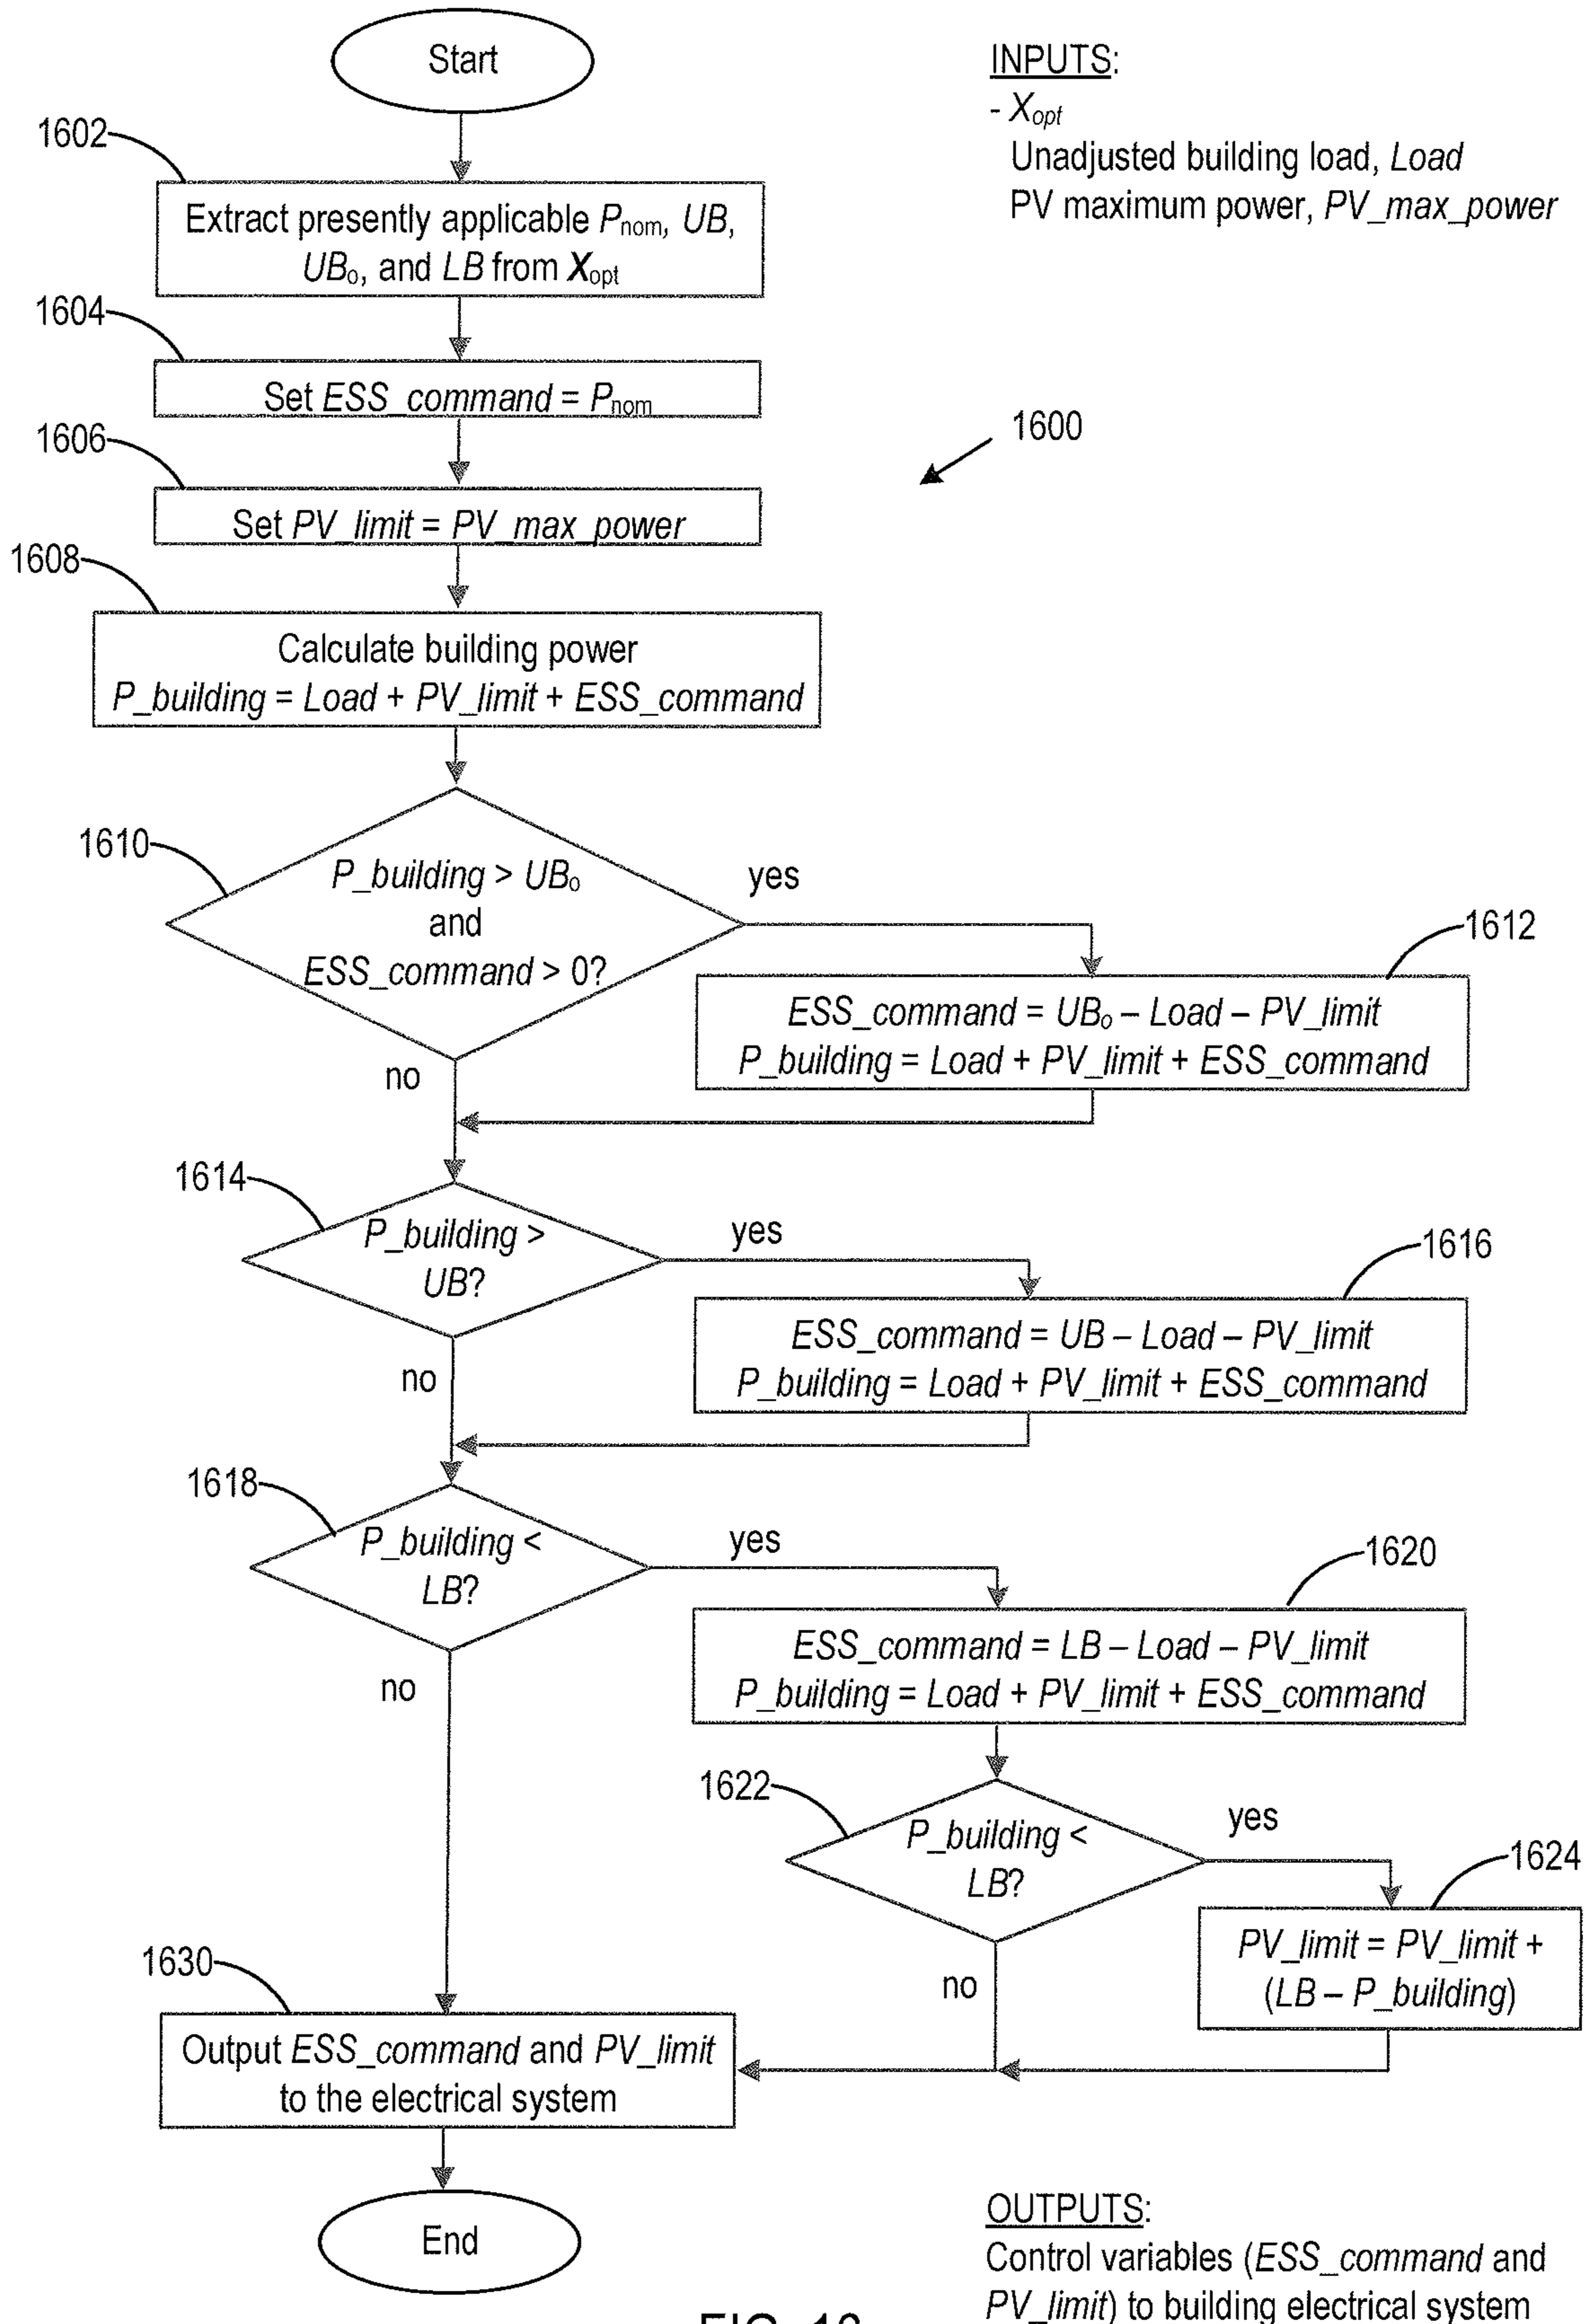 Start
INPUTS:
- Xopt
Unadjusted building load, Load
PV maximum power, PV_max_power
1602
Extract presently applicable Pnom, UB,
UBo, and LB from Xopt
1604
Set ESS_command = Pnom
1600
1606
Set PV_limit = PV_max_power
1608
Calculate building power
P_building = Load + PV_limit + ESS_command
1610
P_building > UBo
and
ESS_command > 0?
yes
no
1612
ESS_command = UBo – Load – PV_limit
P_building = Load + PV_limit + ESS_command
1614
P_building >
UB?
yes
no
1616
ESS_command = UB – Load – PV_limit
P_building = Load + PV_limit + ESS_command
1618
P_building <
LB?
yes
no
1620
ESS_command = LB – Load – PV_limit
P_building = Load + PV_limit + ESS_command
1622
P_building <
LB?
yes
no
1624
PV_limit = PV_limit +
(LB – P_building)
1630
Output ESS_command and PV_limit
to the electrical system
End
OUTPUTS:
Control variables (ESS_command and
PV_limit) to building electrical system